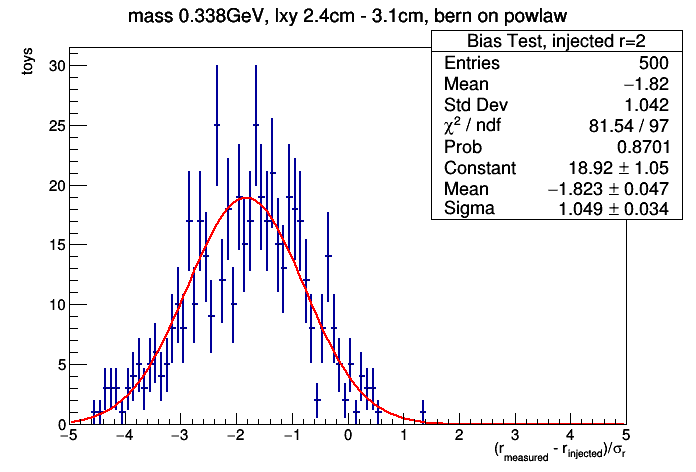 mass 0.338GeV, lxy 2.4cm - 3.1cm, bern on powlaw
toys
Bias Test, injected r=2
Entries 500
Mean −1.82
Std Dev 1.042
χ² / ndf 81.54 / 97
Prob 0.8701
Constant 18.92 ± 1.05
Mean −1.823 ± 0.047
Sigma 1.049 ± 0.034
30
25
20
15
10
5
0
−5 −4 −3 −2 −1 0 1 2 3 4 5
(r_measured - r_injected)/σ_r